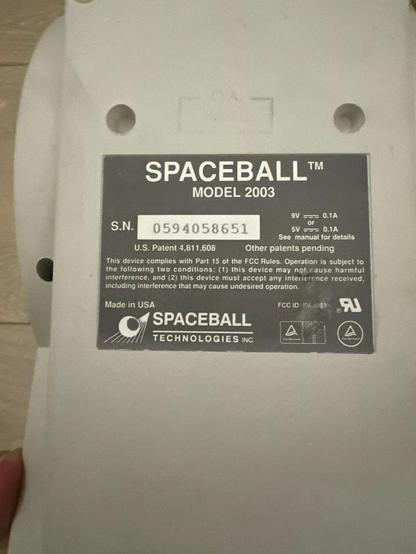 Q.A.
SPACEBALL™
MODEL 2003
S.N. 0594058651
9V ⎓ 0.1A
or
5V ⎓ 0.1A
See manual for details
U.S. Patent 4,811,608 Other patents pending
This device complies with Part 15 of the FCC Rules. Operation is subject to
the following two conditions: (1) this device may not cause harmful
interference, and (2) this device must accept any interference received,
including interference that may cause undesired operation.
Made in USA
FCC ID
SPACEBALL
TECHNOLOGIES INC.